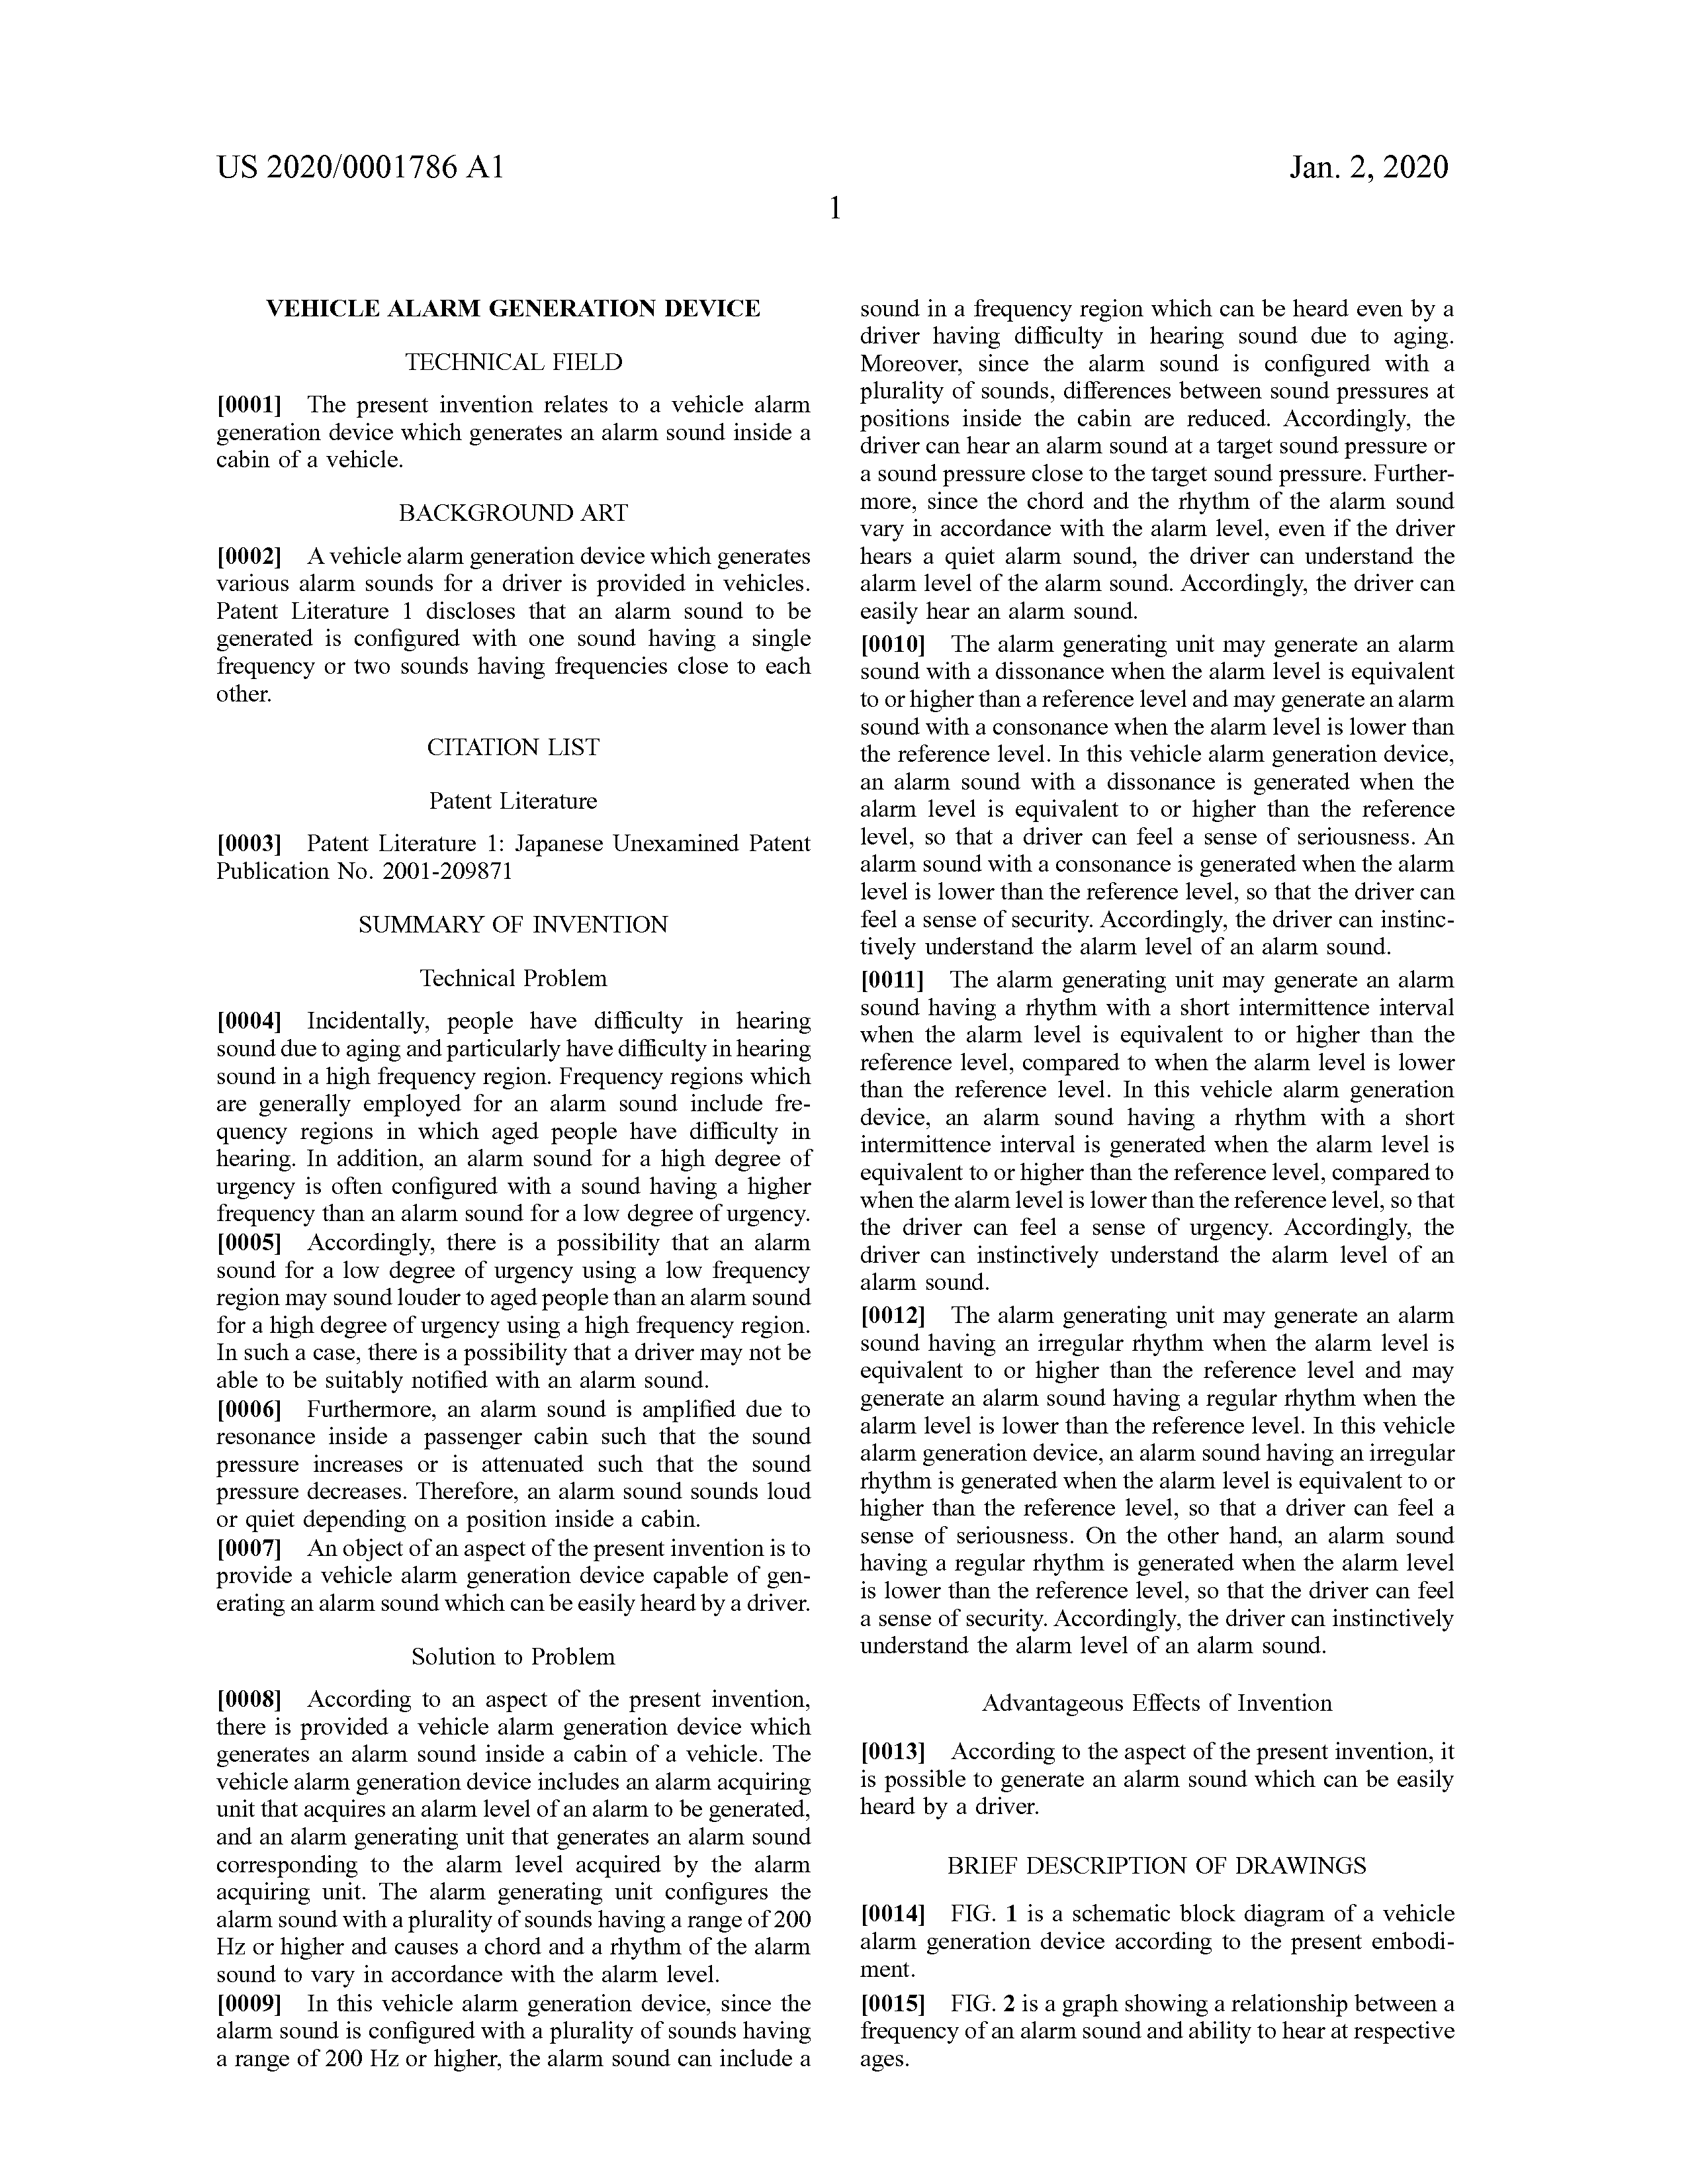 US 2020/0001786 A1
Jan. 2, 2020
1
VEHICLE ALARM GENERATION DEVICE
TECHNICAL FIELD
[0001] The present invention relates to a vehicle alarm
generation device which generates an alarm sound inside a
cabin of a vehicle.
BACKGROUND ART
[0002] A vehicle alarm generation device which generates
various alarm sounds for a driver is provided in vehicles.
Patent Literature 1 discloses that an alarm sound to be
generated is configured with one sound having a single
frequency or two sounds having frequencies close to each
other.
CITATION LIST
Patent Literature
[0003] Patent Literature 1: Japanese Unexamined Patent
Publication No. 2001-209871
SUMMARY OF INVENTION
Technical Problem
[0004] Incidentally, people have difficulty in hearing
sound due to aging and particularly have difficulty in hearing
sound in a high frequency region. Frequency regions which
are generally employed for an alarm sound include fre-
quency regions in which aged people have difficulty in
hearing. In addition, an alarm sound for a high degree of
urgency is often configured with a sound having a higher
frequency than an alarm sound for a low degree of urgency.
[0005] Accordingly, there is a possibility that an alarm
sound for a low degree of urgency using a low frequency
region may sound louder to aged people than an alarm sound
for a high degree of urgency using a high frequency region.
In such a case, there is a possibility that a driver may not be
able to be suitably notified with an alarm sound.
[0006] Furthermore, an alarm sound is amplified due to
resonance inside a passenger cabin such that the sound
pressure increases or is attenuated such that the sound
pressure decreases. Therefore, an alarm sound sounds loud
or quiet depending on a position inside a cabin.
[0007] An object of an aspect of the present invention is to
provide a vehicle alarm generation device capable of gen-
erating an alarm sound which can be easily heard by a driver.
Solution to Problem
[0008] According to an aspect of the present invention,
there is provided a vehicle alarm generation device which
generates an alarm sound inside a cabin of a vehicle. The
vehicle alarm generation device includes an alarm acquiring
unit that acquires an alarm level of an alarm to be generated,
and an alarm generating unit that generates an alarm sound
corresponding to the alarm level acquired by the alarm
acquiring unit. The alarm generating unit configures the
alarm sound with a plurality of sounds having a range of 200
Hz or higher and causes a chord and a rhythm of the alarm
sound to vary in accordance with the alarm level.
[0009] In this vehicle alarm generation device, since the
alarm sound is configured with a plurality of sounds having
a range of 200 Hz or higher, the alarm sound can include a
sound in a frequency region which can be heard even by a
driver having difficulty in hearing sound due to aging.
Moreover, since the alarm sound is configured with a
plurality of sounds, differences between sound pressures at
positions inside the cabin are reduced. Accordingly, the
driver can hear an alarm sound at a target sound pressure or
a sound pressure close to the target sound pressure. Further-
more, since the chord and the rhythm of the alarm sound
vary in accordance with the alarm level, even if the driver
hears a quiet alarm sound, the driver can understand the
alarm level of the alarm sound. Accordingly, the driver can
easily hear an alarm sound.
[0010] The alarm generating unit may generate an alarm
sound with a dissonance when the alarm level is equivalent
to or higher than a reference level and may generate an alarm
sound with a consonance when the alarm level is lower than
the reference level. In this vehicle alarm generation device,
an alarm sound with a dissonance is generated when the
alarm level is equivalent to or higher than the reference
level, so that a driver can feel a sense of seriousness. An
alarm sound with a consonance is generated when the alarm
level is lower than the reference level, so that the driver can
feel a sense of security. Accordingly, the driver can instinc-
tively understand the alarm level of an alarm sound.
[0011] The alarm generating unit may generate an alarm
sound having a rhythm with a short intermittence interval
when the alarm level is equivalent to or higher than the
reference level, compared to when the alarm level is lower
than the reference level. In this vehicle alarm generation
device, an alarm sound having a rhythm with a short
intermittence interval is generated when the alarm level is
equivalent to or higher than the reference level, compared to
when the alarm level is lower than the reference level, so that
the driver can feel a sense of urgency. Accordingly, the
driver can instinctively understand the alarm level of an
alarm sound.
[0012] The alarm generating unit may generate an alarm
sound having an irregular rhythm when the alarm level is
equivalent to or higher than the reference level and may
generate an alarm sound having a regular rhythm when the
alarm level is lower than the reference level. In this vehicle
alarm generation device, an alarm sound having an irregular
rhythm is generated when the alarm level is equivalent to or
higher than the reference level, so that a driver can feel a
sense of seriousness. On the other hand, an alarm sound
having a regular rhythm is generated when the alarm level
is lower than the reference level, so that the driver can feel
a sense of security. Accordingly, the driver can instinctively
understand the alarm level of an alarm sound.
Advantageous Effects of Invention
[0013] According to the aspect of the present invention, it
is possible to generate an alarm sound which can be easily
heard by a driver.
BRIEF DESCRIPTION OF DRAWINGS
[0014] FIG. 1 is a schematic block diagram of a vehicle
alarm generation device according to the present embodi-
ment.
[0015] FIG. 2 is a graph showing a relationship between a
frequency of an alarm sound and ability to hear at respective
ages.